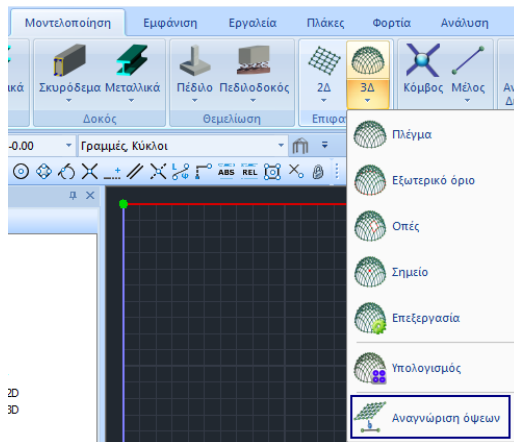 Μοντελοποίηση Εμφάνιση Εργαλεία Πλάκες Φορτία Ανάλυση
Σκυρόδεμα Μεταλλικά Πέδιλο Πεδιλοδοκός 2Δ 3Δ Κόμβος Μέλος
Δοκός Θεμελίωση
-0.00 Γραμμές, Κύκλοι
ABS REL
Πλέγμα
Εξωτερικό όριο
Οπές
Σημείο
Επεξεργασία
Υπολογισμός
2D
3D
Αναγνώριση όψεων